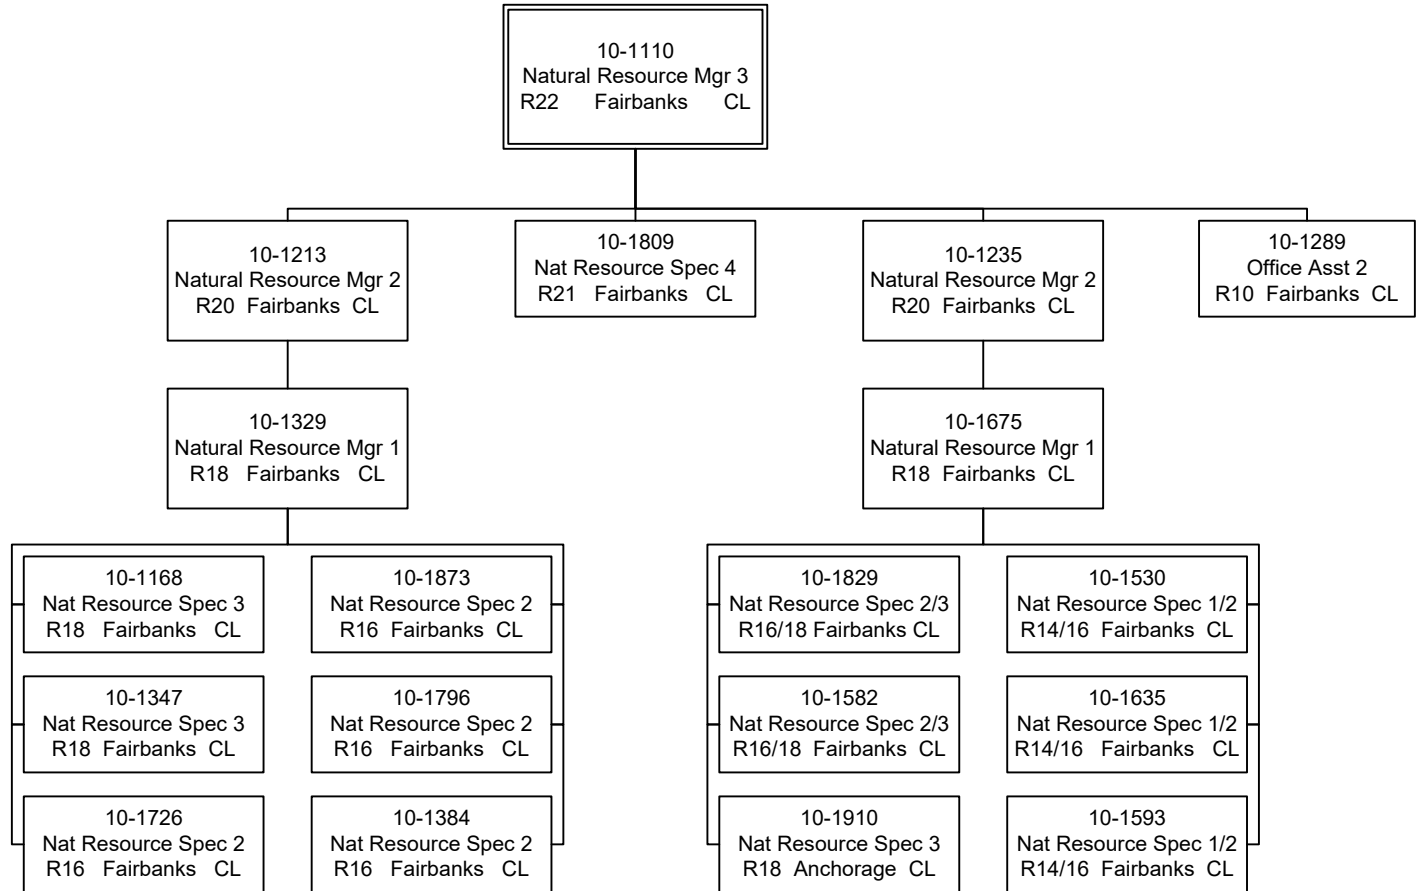 10-1110
Natural Resource Mgr 3
R22 Fairbanks CL
10-1213
Natural Resource Mgr 2
R20 Fairbanks CL
10-1809
Nat Resource Spec 4
R21 Fairbanks CL
10-1235
Natural Resource Mgr 2
R20 Fairbanks CL
10-1289
Office Asst 2
R10 Fairbanks CL
10-1329
Natural Resource Mgr 1
R18 Fairbanks CL
10-1675
Natural Resource Mgr 1
R18 Fairbanks CL
10-1168
Nat Resource Spec 3
R18 Fairbanks CL
10-1873
Nat Resource Spec 2
R16 Fairbanks CL
10-1829
Nat Resource Spec 2/3
R16/18 Fairbanks CL
10-1530
Nat Resource Spec 1/2
R14/16 Fairbanks CL
10-1347
Nat Resource Spec 3
R18 Fairbanks CL
10-1796
Nat Resource Spec 2
R16 Fairbanks CL
10-1582
Nat Resource Spec 2/3
R16/18 Fairbanks CL
10-1635
Nat Resource Spec 1/2
R14/16 Fairbanks CL
10-1726
Nat Resource Spec 2
R16 Fairbanks CL
10-1384
Nat Resource Spec 2
R16 Fairbanks CL
10-1910
Nat Resource Spec 3
R18 Anchorage CL
10-1593
Nat Resource Spec 1/2
R14/16 Fairbanks CL